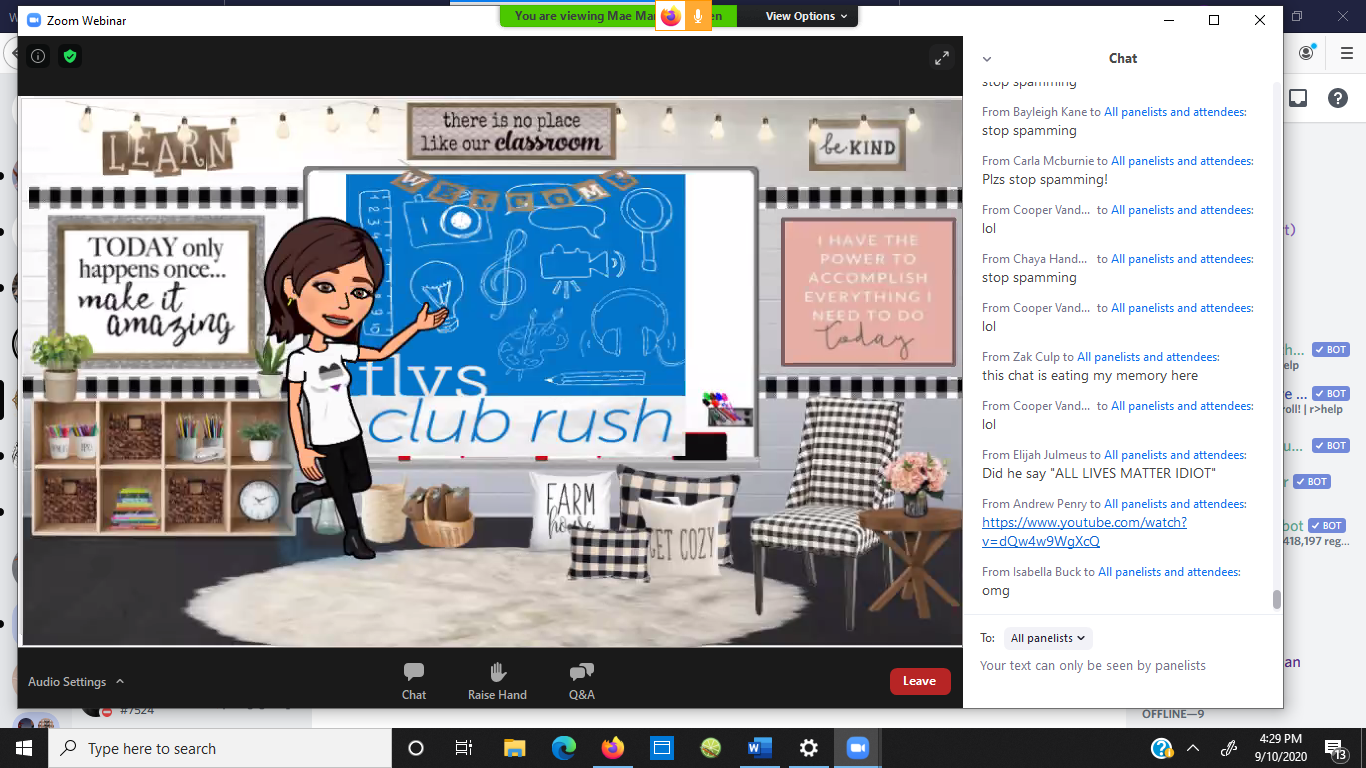 Zoom Webinar
You are viewing Mae
View Options
LEARN
there is no place
like our classroom
be KIND
WELCOME
TODAY only
happens once...
make it
amazing
I HAVE THE
POWER TO
ACCOMPLISH
EVERYTHING I
NEED TO DO
today
flvs
club rush
FARM
house
GET COZY
Audio Settings
Chat
Raise Hand
Q&A
Leave
Chat
stop spamming
From Bayleigh Kane to All panelists and attendees:
stop spamming
From Carla Mcburnie to All panelists and attendees:
Plzs stop spamming!
From Cooper Vand... to All panelists and attendees:
lol
From Chaya Hand... to All panelists and attendees:
stop spamming
From Cooper Vand... to All panelists and attendees:
lol
From Zak Culp to All panelists and attendees:
this chat is eating my memory here
From Cooper Vand... to All panelists and attendees:
lol
From Elijah Julmeus to All panelists and attendees:
Did he say "ALL LIVES MATTER IDIOT"
From Andrew Penry to All panelists and attendees:
https://www.youtube.com/watch?
v=dQw4w9WgXcQ
From Isabella Buck to All panelists and attendees:
omg
To: All panelists
Your text can only be seen by panelists
BOT
BOT
roll! | r>help
BOT
BOT
BOT
418,197 reg...
#7524
OFFLINE—9
Type here to search
4:29 PM
9/10/2020
13